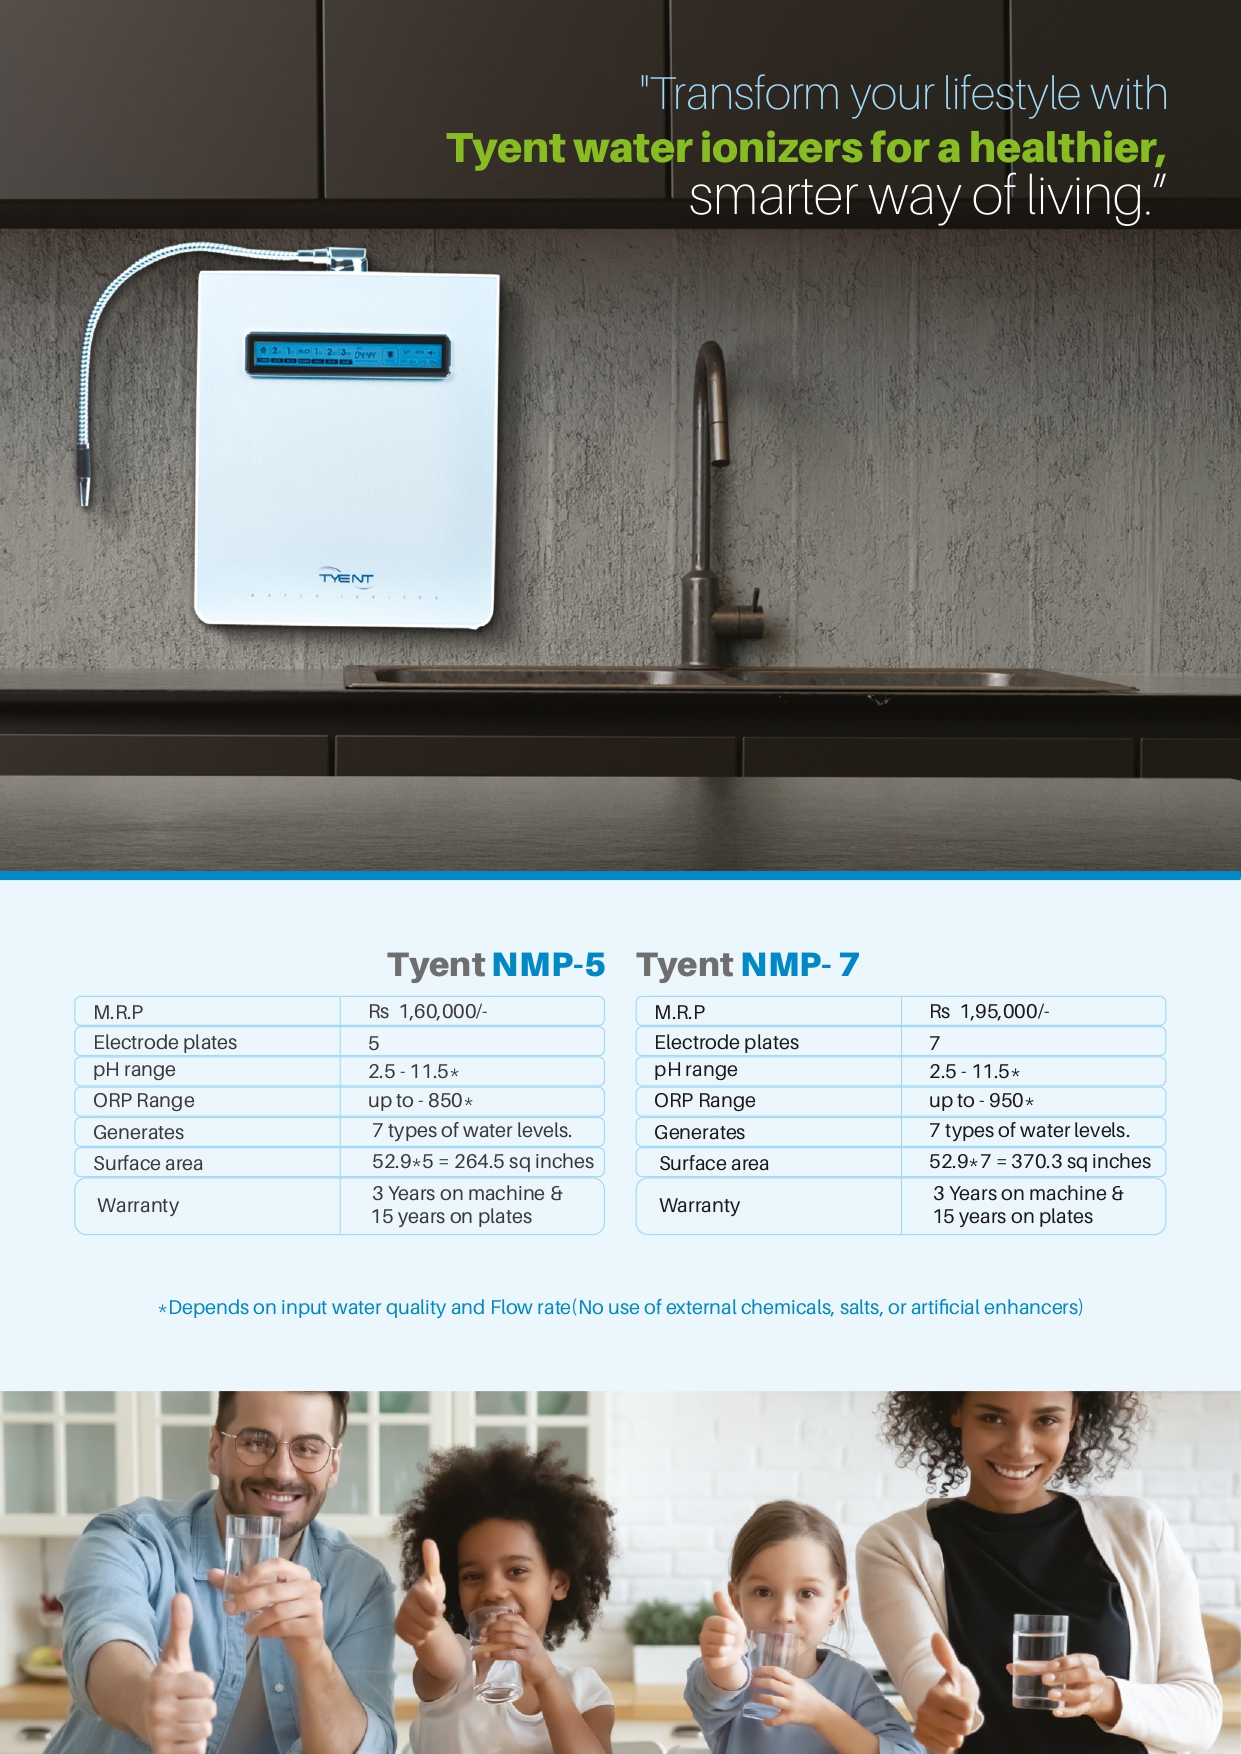 "Transform your lifestyle with
Tyent water ionizers for a healthier,
smarter way of living.”
TYENT
WATER IONIZER
Tyent NMP-5
M.R.P Rs 1,60,000/-
Electrode plates 5
pH range 2.5 - 11.5*
ORP Range up to - 850*
Generates 7 types of water levels.
Surface area 52.9*5 = 264.5 sq inches
Warranty 3 Years on machine &
15 years on plates
Tyent NMP- 7
M.R.P Rs 1,95,000/-
Electrode plates 7
pH range 2.5 - 11.5*
ORP Range up to - 950*
Generates 7 types of water levels.
Surface area 52.9*7 = 370.3 sq inches
Warranty 3 Years on machine &
15 years on plates
*Depends on input water quality and Flow rate(No use of external chemicals, salts, or artificial enhancers)